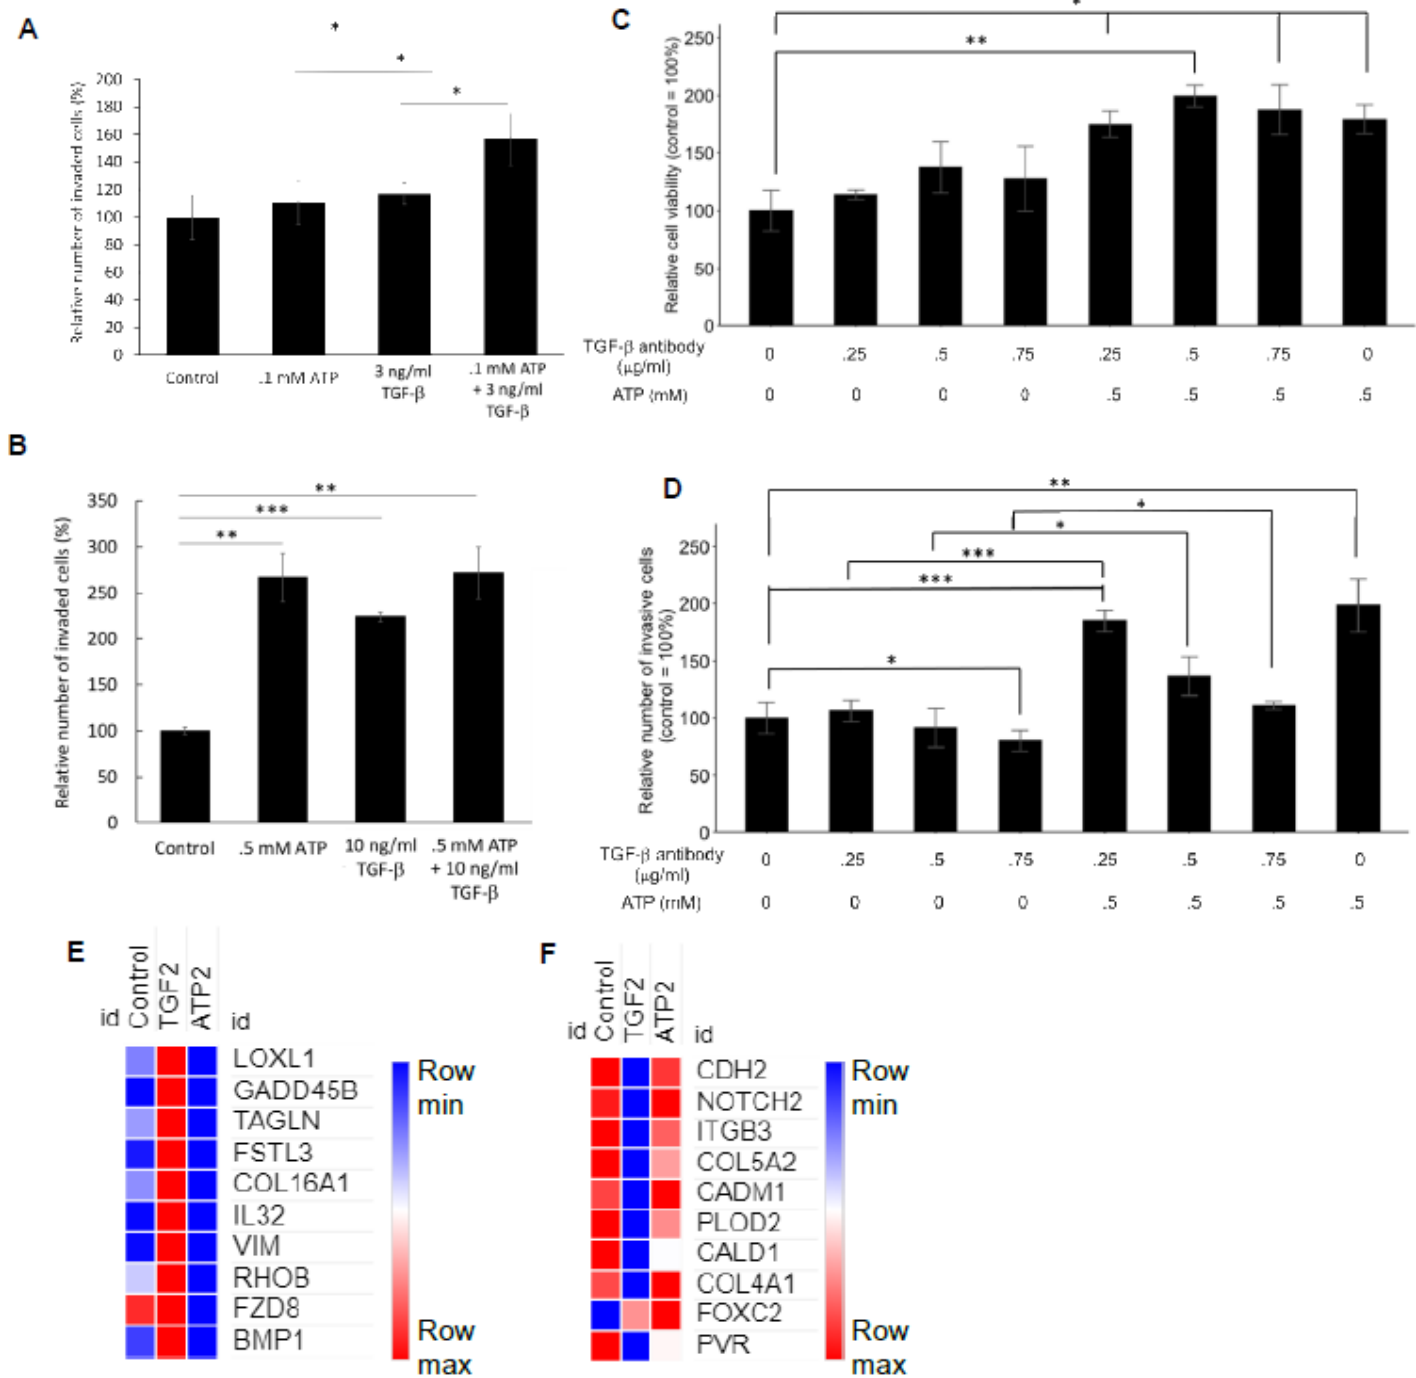 A
*
*
*
Relative number of invaded cells (%)
200
180
160
140
120
100
80
60
40
20
0
Control
.1 mM ATP
3 ng/ml
TGF-β
.1 mM ATP
+ 3 ng/ml
TGF-β
C
*
**
Relative cell viability (control = 100%)
250
200
150
100
50
0
TGF-β antibody
(µg/ml)
0 .25 .5 .75 .25 .5 .75 0
ATP (mM) 0 0 0 0 .5 .5 .5 .5
B
**
***
**
Relative number of invaded cells (%)
350
300
250
200
150
100
50
0
Control
.5 mM ATP
10 ng/ml
TGF-β
.5 mM ATP
+ 10 ng/ml
TGF-β
D
**
*
*
***
***
*
Relative number of invasive cells
(control = 100%)
250
200
150
100
50
0
TGF-β antibody
(µg/ml)
0 .25 .5 .75 .25 .5 .75 0
ATP (mM) 0 0 0 0 .5 .5 .5 .5
E
id Control TGF2 ATP2 id
LOXL1
GADD45B
TAGLN
FSTL3
COL16A1
IL32
VIM
RHOB
FZD8
BMP1
Row
min
Row
max
F
id Control TGF2 ATP2 id
CDH2
NOTCH2
ITGB3
COL5A2
CADM1
PLOD2
CALD1
COL4A1
FOXC2
PVR
Row
min
Row
max